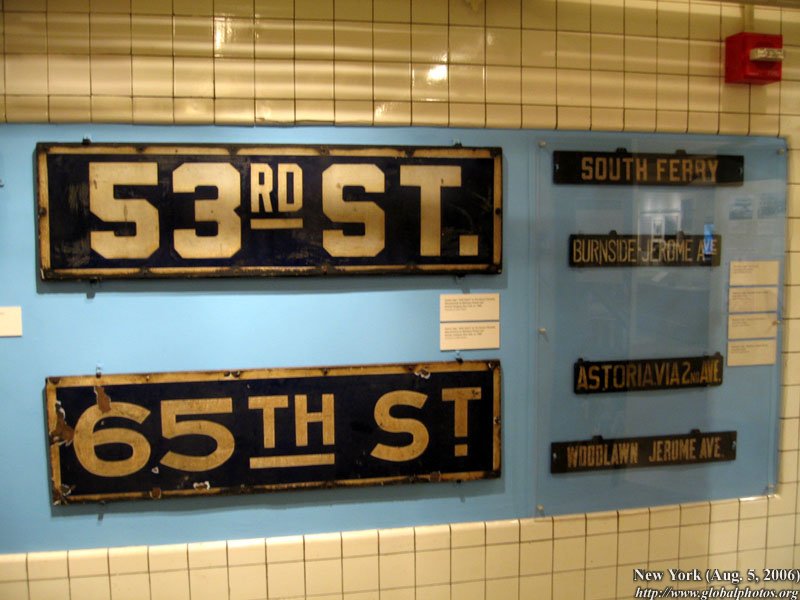 53RD ST.
65TH ST
SOUTH FERRY
BURNSIDE-JEROME AVE
ASTORIA VIA 2ND AVE.
WOODLAWN JEROME AVE.
New York (Aug. 5, 2006)
http://www.globalphotos.org